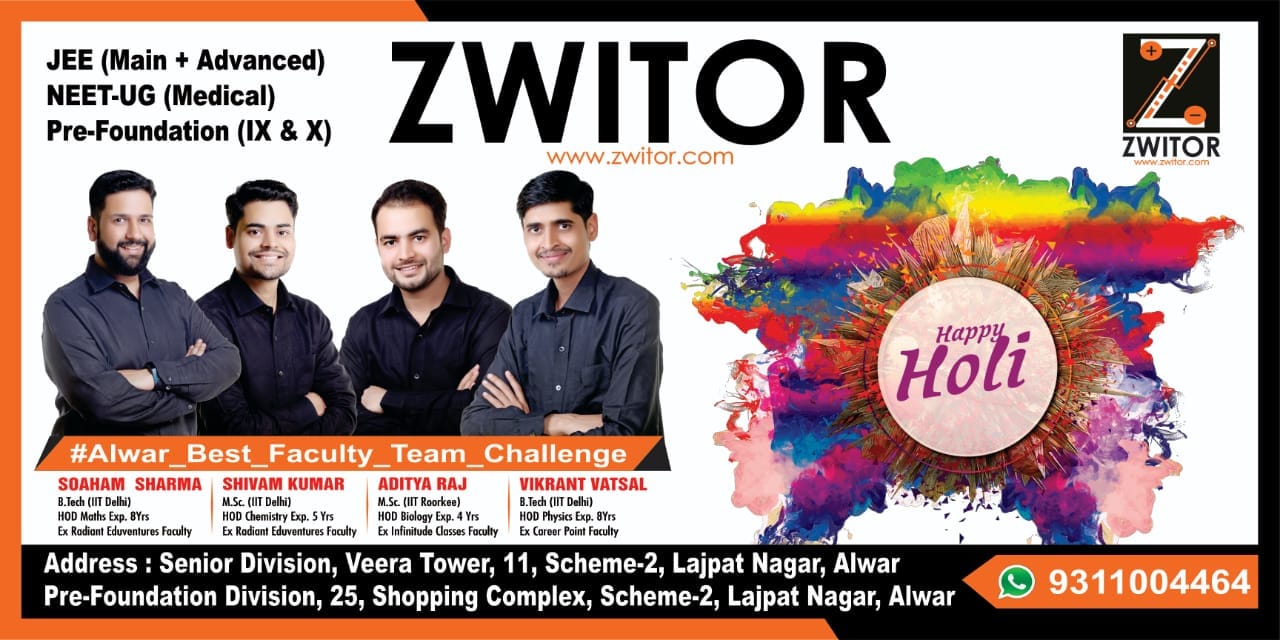 JEE (Main + Advanced)
NEET-UG (Medical)
Pre-Foundation (IX & X)
ZWITOR
www.zwitor.com
ZWITOR
www.zwitor.com
Happy
Holi
#Alwar_Best_Faculty_Team_Challenge
SOAHAM SHARMA
B.Tech (IIT Delhi)
HOD Maths Exp. 8Yrs
Ex Radiant Eduventures Faculty
SHIVAM KUMAR
M.Sc. (IIT Delhi)
HOD Chemistry Exp. 5 Yrs
Ex Radiant Eduventures Faculty
ADITYA RAJ
M.Sc. (IIT Roorkee)
HOD Biology Exp. 4 Yrs
Ex Infinitude Classes Faculty
VIKRANT VATSAL
B.Tech (IIT Delhi)
HOD Physics Exp. 8Yrs
Ex Career Point Faculty
Address : Senior Division, Veera Tower, 11, Scheme-2, Lajpat Nagar, Alwar
Pre-Foundation Division, 25, Shopping Complex, Scheme-2, Lajpat Nagar, Alwar
9311004464